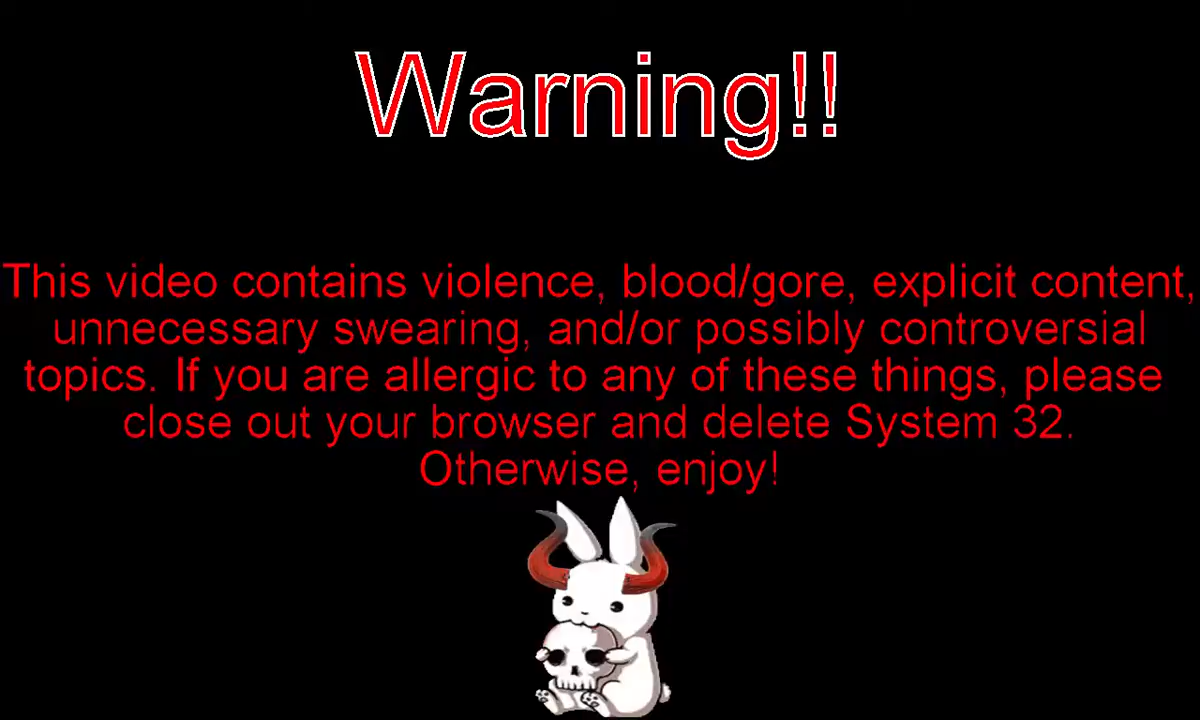 Warning!!
This video contains violence, blood/gore, explicit content,
unnecessary swearing, and/or possibly controversial
topics. If you are allergic to any of these things, please
close out your browser and delete System 32.
Otherwise, enjoy!